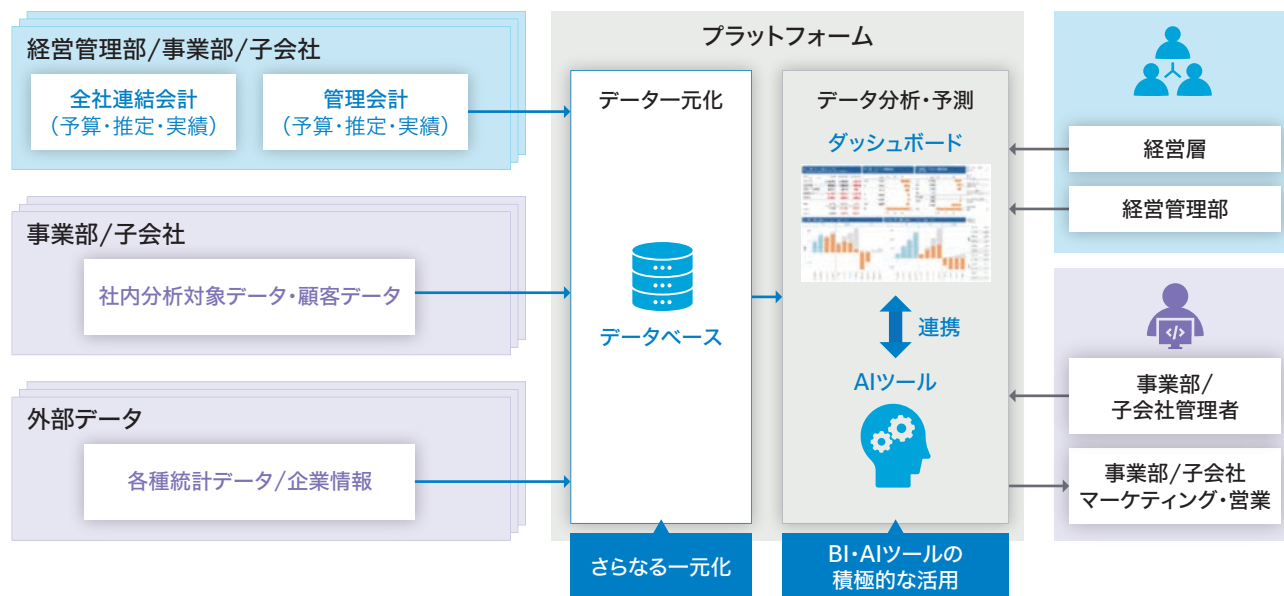 経営管理部/事業部/子会社
全社連結会計
（予算・推定・実績）
管理会計
（予算・推定・実績）
事業部/子会社
社内分析対象データ・顧客データ
外部データ
各種統計データ/企業情報
プラットフォーム
データ一元化
データベース
さらなる一元化
データ分析・予測
ダッシュボード
連携
AIツール
</>
BI・AIツールの
積極的な活用
経営層
経営管理部
事業部/
子会社管理者
事業部/子会社
マーケティング・営業